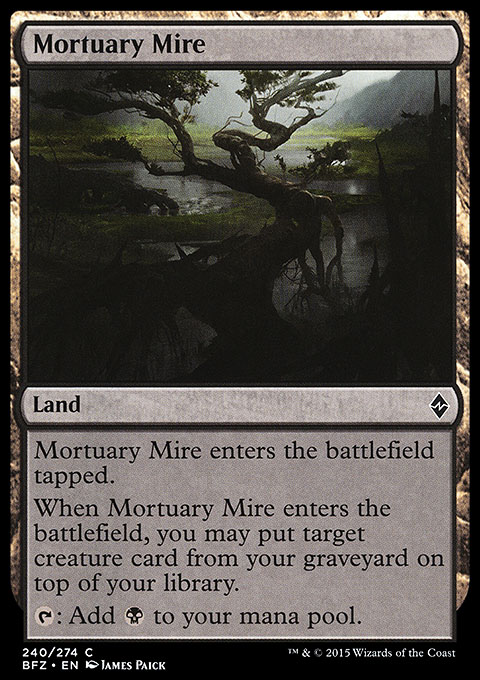 Mortuary Mire
Land
Mortuary Mire enters the battlefield
tapped.
When Mortuary Mire enters the
battlefield, you may put target
creature card from your graveyard on
top of your library.
: Add to your mana pool.
240/274 C
BFZ • EN JAMES PAICK
™ & © 2015 Wizards of the Coast